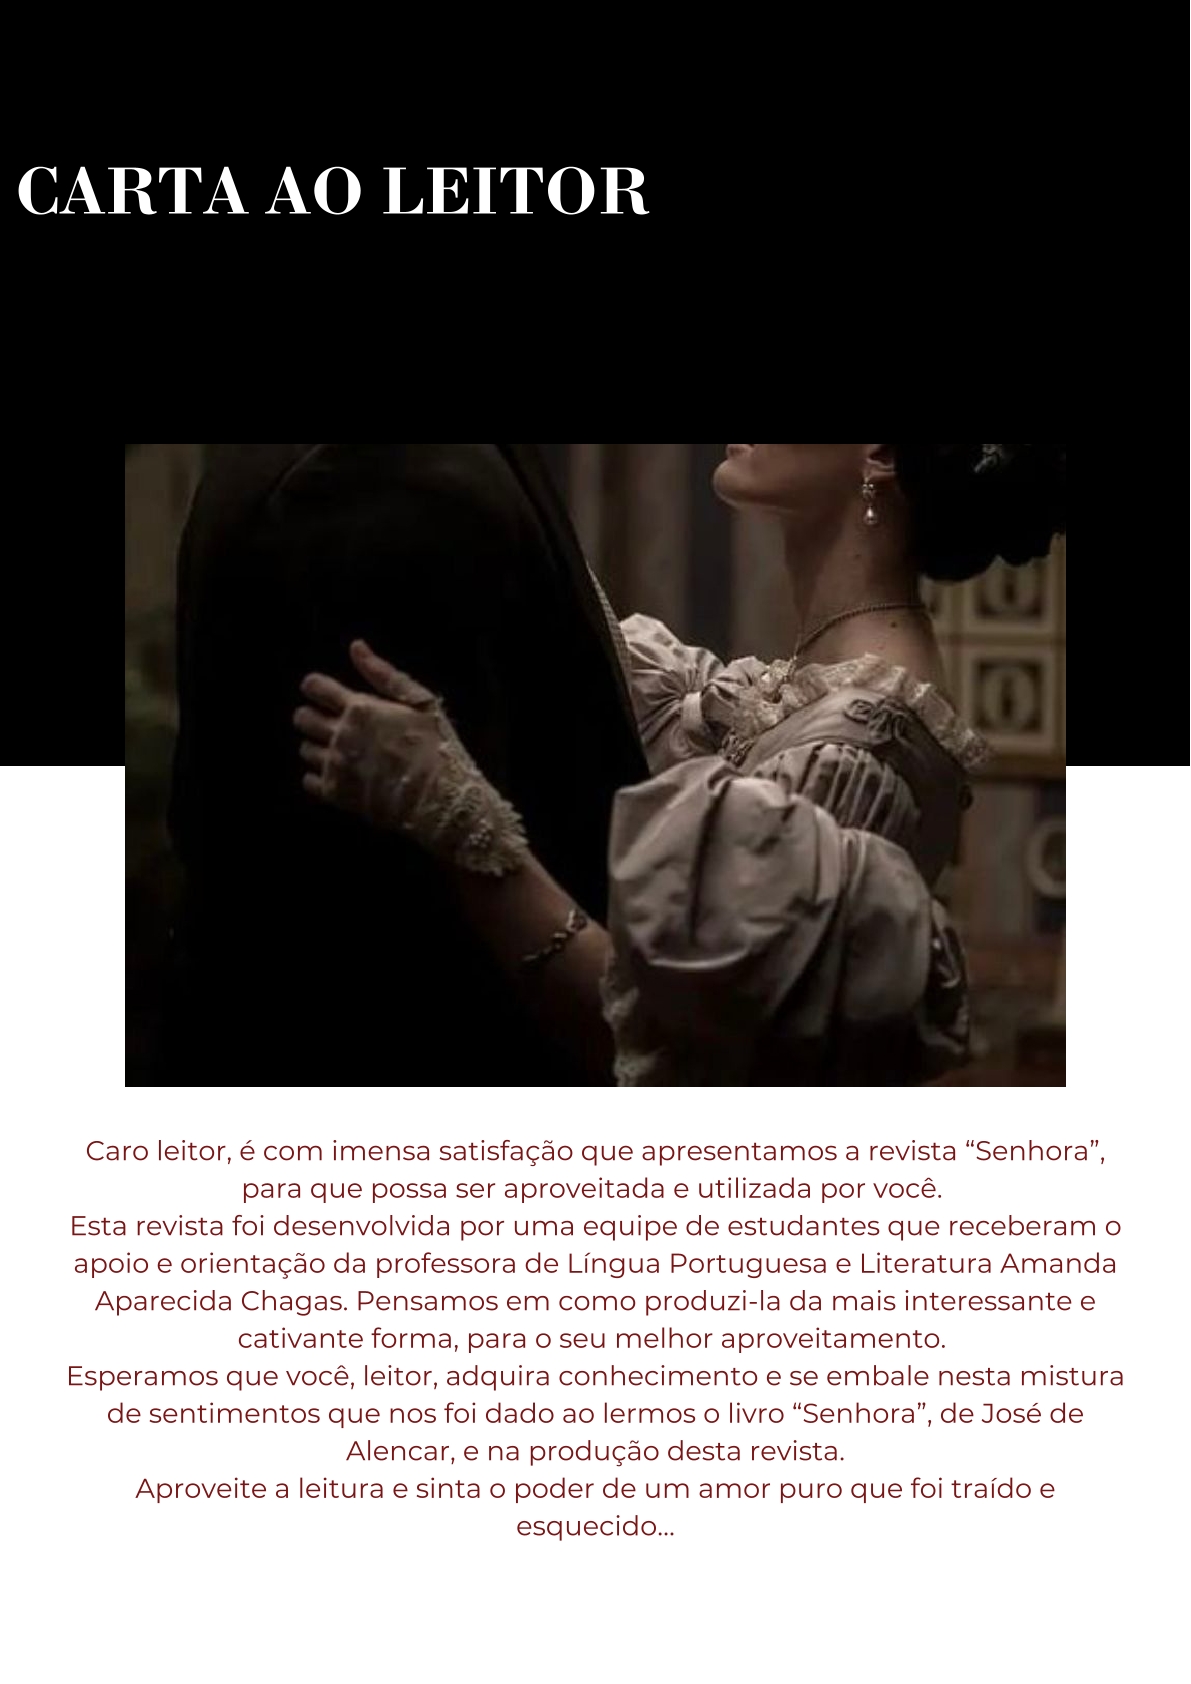 CARTA AO LEITOR
Caro leitor, é com imensa satisfação que apresentamos a revista “Senhora”,
para que possa ser aproveitada e utilizada por você.
Esta revista foi desenvolvida por uma equipe de estudantes que receberam o
apoio e orientação da professora de Língua Portuguesa e Literatura Amanda
Aparecida Chagas. Pensamos em como produzi-la da mais interessante e
cativante forma, para o seu melhor aproveitamento.
Esperamos que você, leitor, adquira conhecimento e se embale nesta mistura
de sentimentos que nos foi dado ao lermos o livro “Senhora”, de José de
Alencar, e na produção desta revista.
Aproveite a leitura e sinta o poder de um amor puro que foi traído e
esquecido...